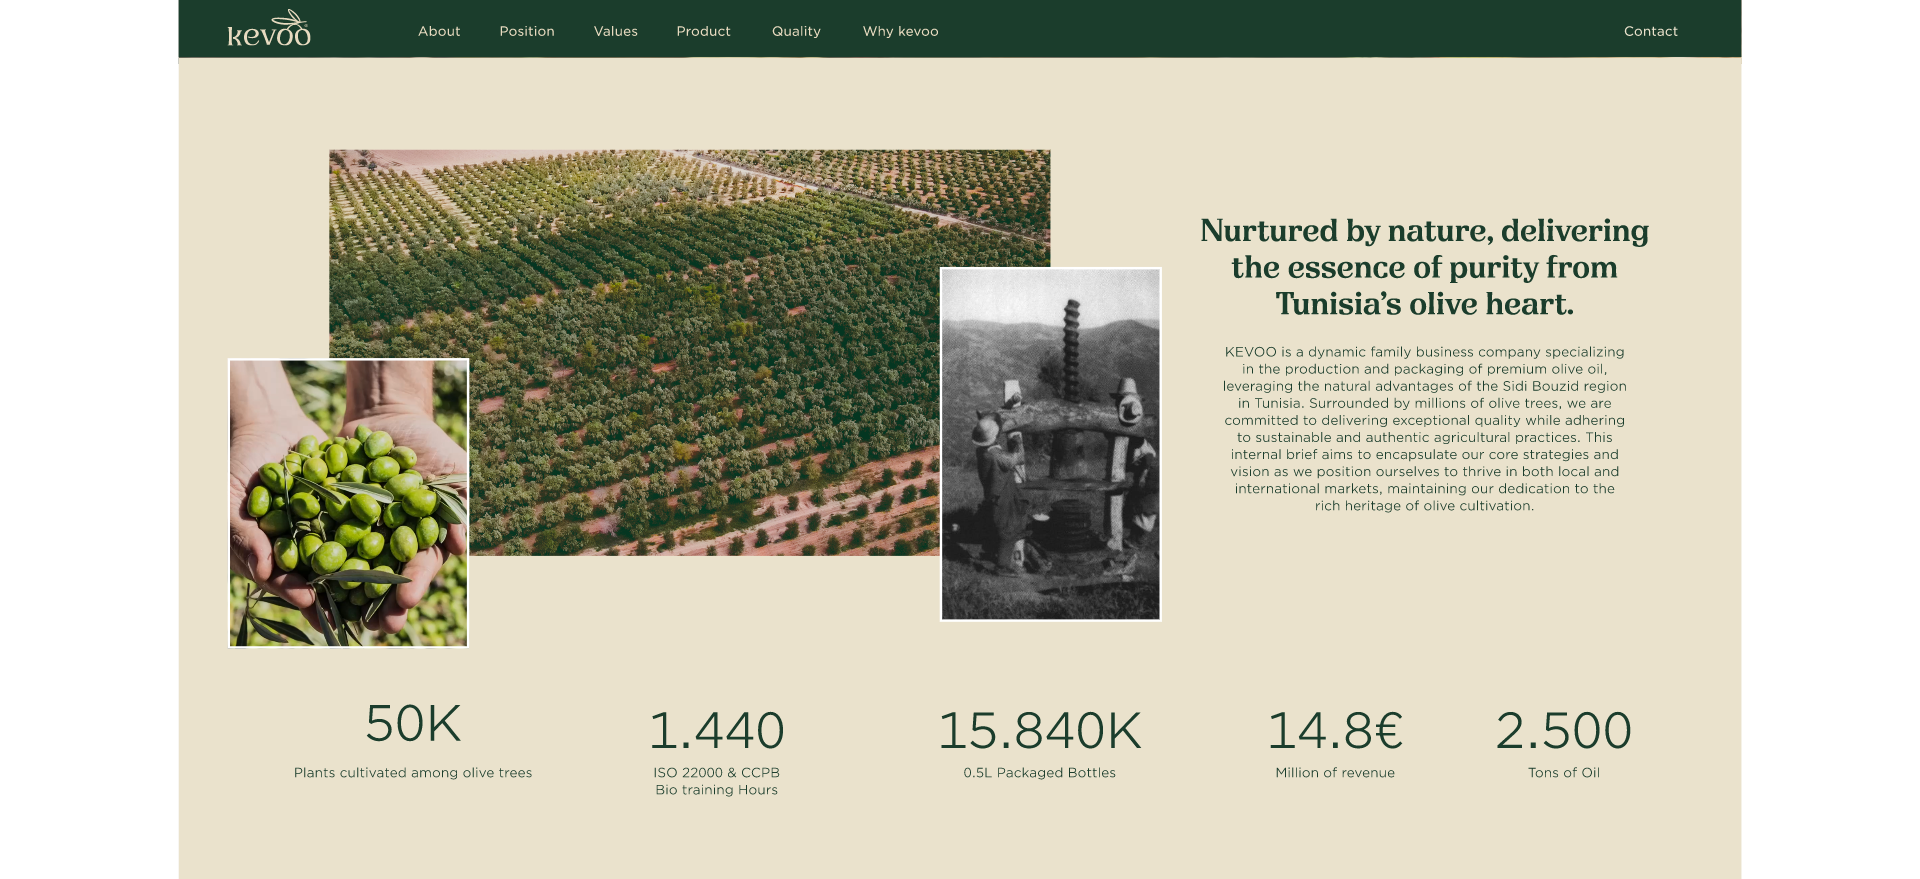 kevoo
About Position Values Product Quality Why kevoo Contact
Nurtured by nature, delivering
the essence of purity from
Tunisia’s olive heart.
KEVOO is a dynamic family business company specializing
in the production and packaging of premium olive oil,
leveraging the natural advantages of the Sidi Bouzid region
in Tunisia. Surrounded by millions of olive trees, we are
committed to delivering exceptional quality while adhering
to sustainable and authentic agricultural practices. This
internal brief aims to encapsulate our core strategies and
vision as we position ourselves to thrive in both local and
international markets, maintaining our dedication to the
rich heritage of olive cultivation.
50K
Plants cultivated among olive trees
1.440
ISO 22000 & CCPB
Bio training Hours
15.840K
0.5L Packaged Bottles
14.8€
Million of revenue
2.500
Tons of Oil